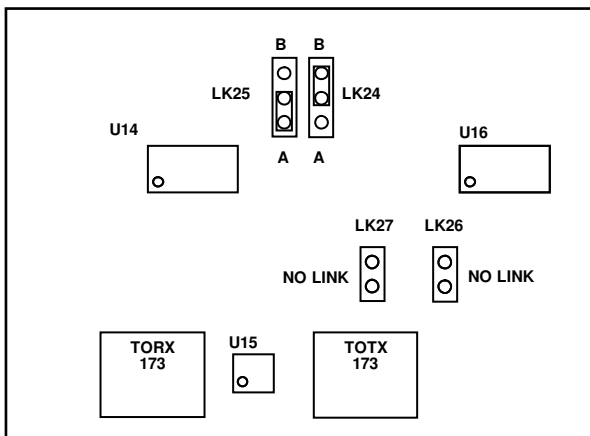 B B
LK25 LK24
U14
U16
A A
LK27 LK26
NO LINK NO LINK
U15
TORX
173
TOTX
173